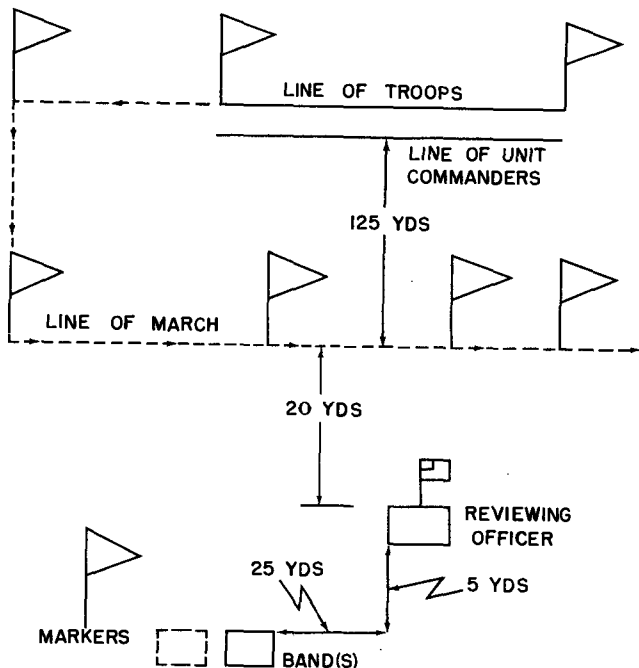 LINE OF TROOPS
LINE OF UNIT
COMMANDERS
125 YDS
LINE OF MARCH
20 YDS
REVIEWING
OFFICER
25 YDS
5 YDS
MARKERS
BAND(S)